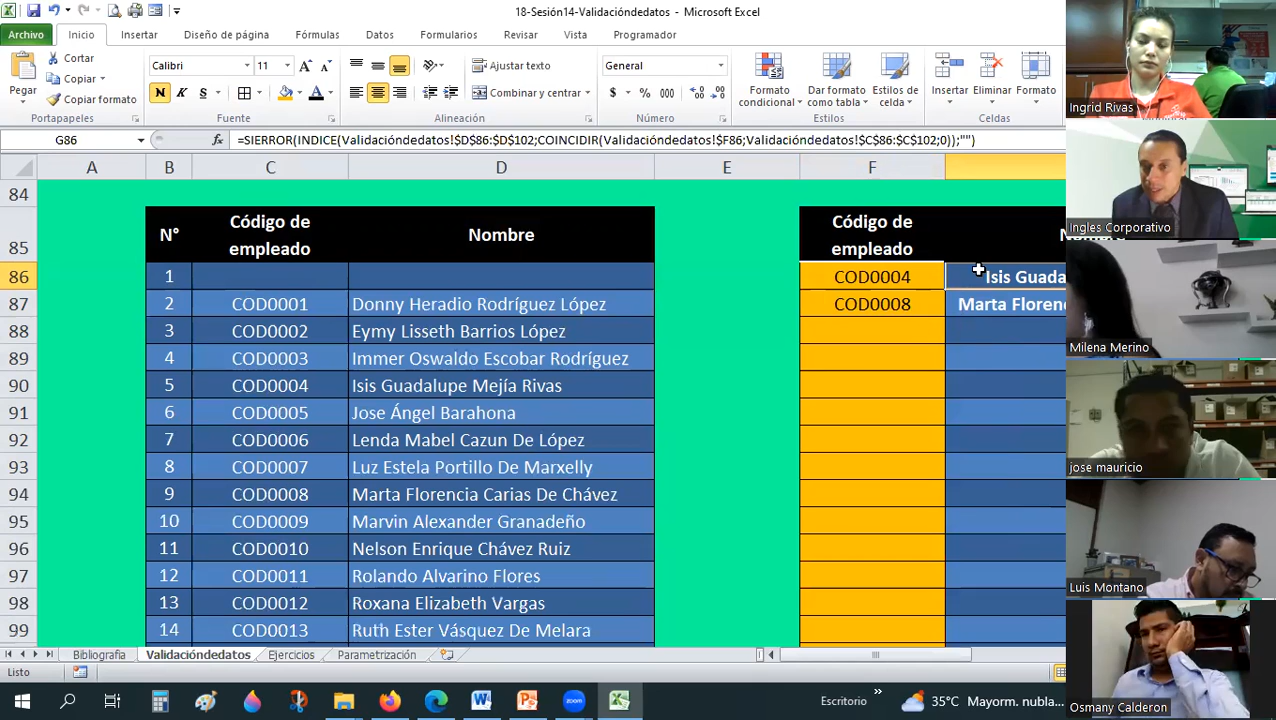 18-Sesión14-Validacióndedatos - Microsoft Excel
Archivo Inicio Insertar Diseño de página Fórmulas Datos Formularios Revisar Vista Programador
Pegar
Cortar
Copiar
Copiar formato
Portapapeles
Calibri 11
N K S
Fuente
Ajustar texto
Combinar y centrar
Alineación
General
$ % 000
Número
Formato condicional
Dar formato como tabla
Estilos de celda
Estilos
Insertar Eliminar Formato
Celdas
G86 fx =SIERROR(INDICE(Validacióndedatos!$D$86:$D$102;COINCIDIR(Validacióndedatos!$F86;Validacióndedatos!$C$86:$C$102;0));"")
A B C D E F
84
85 N° Código de empleado Nombre Código de empleado
86 1 COD0004 Isis Guada
87 2 COD0001 Donny Heradio Rodríguez López COD0008 Marta Floren
88 3 COD0002 Eymy Lisseth Barrios López
89 4 COD0003 Immer Oswaldo Escobar Rodríguez
90 5 COD0004 Isis Guadalupe Mejía Rivas
91 6 COD0005 Jose Ángel Barahona
92 7 COD0006 Lenda Mabel Cazun De López
93 8 COD0007 Luz Estela Portillo De Marxelly
94 9 COD0008 Marta Florencia Carias De Chávez
95 10 COD0009 Marvin Alexander Granadeño
96 11 COD0010 Nelson Enrique Chávez Ruiz
97 12 COD0011 Rolando Alvarino Flores
98 13 COD0012 Roxana Elizabeth Vargas
99 14 COD0013 Ruth Ester Vásquez De Melara
Bibliografia Validacióndedatos Ejercicios Parametrización
Listo
Escritorio » 35°C Mayorm. nubla...
Ingrid Rivas
Ingles Corporativo
Milena Merino
jose mauricio
Luis Montano
Osmany Calderon